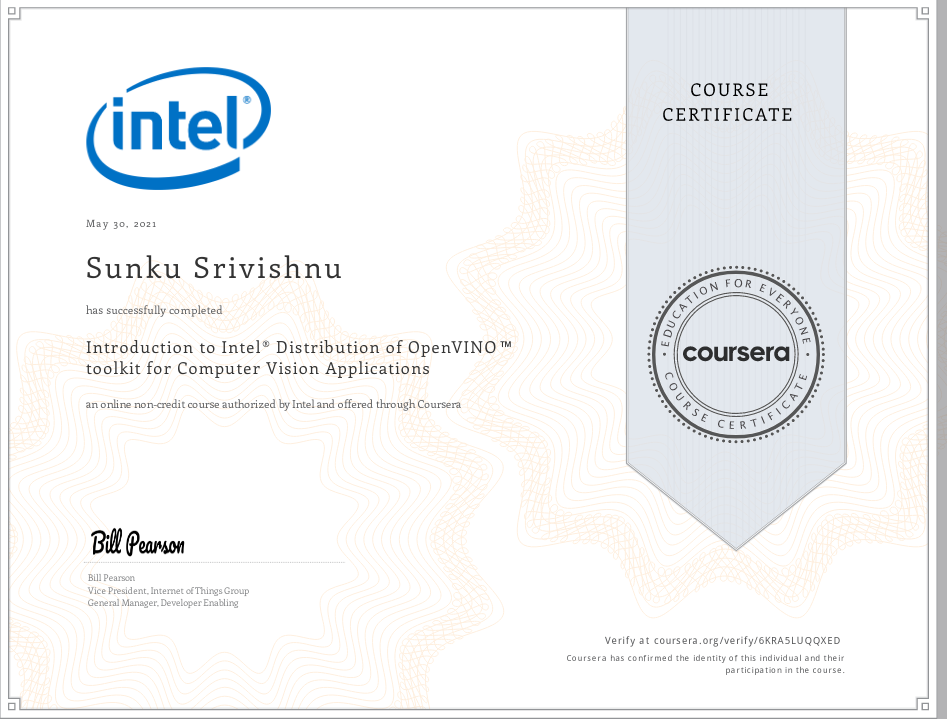 intel®
COURSE
CERTIFICATE
May 30, 2021
Sunku Srivishnu
has successfully completed
Introduction to Intel® Distribution of OpenVINO™
toolkit for Computer Vision Applications
an online non-credit course authorized by Intel and offered through Coursera
• EDUCATION FOR EVERYONE •
coursera
COURSE CERTIFICATE
Bill Pearson
Bill Pearson
Vice President, Internet of Things Group
General Manager, Developer Enabling
Verify at coursera.org/verify/6KRA5LUQQXED
Coursera has confirmed the identity of this individual and their
participation in the course.